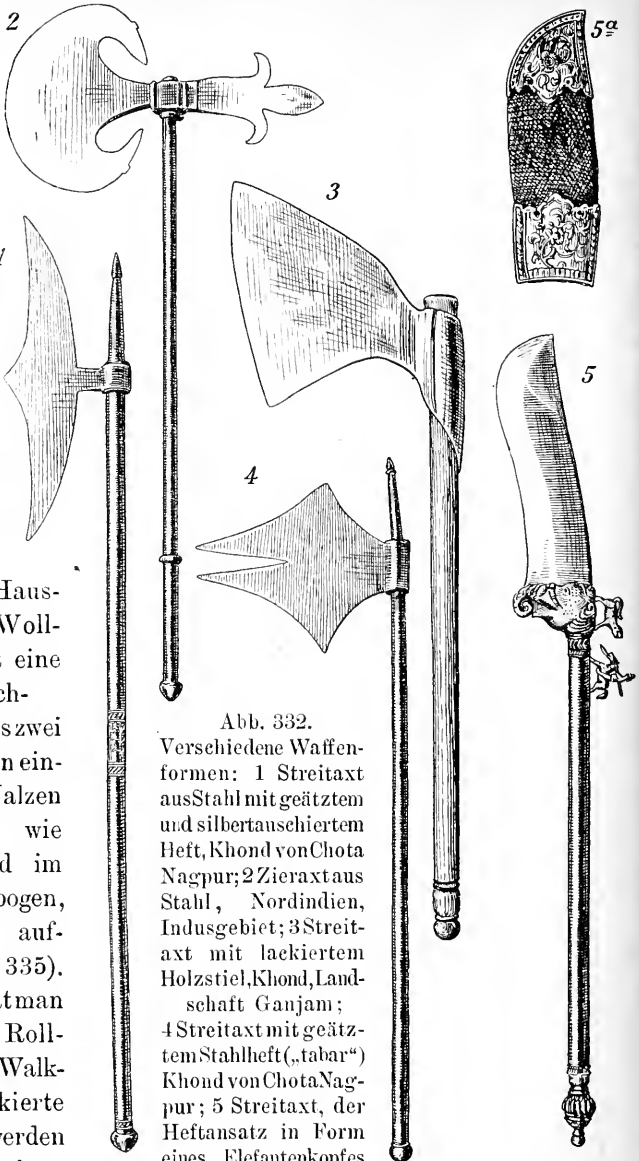 2
5a
3
1
5
4
Haus-
Woll-
eine
ch-
s zwei
n ein-
Valzen
wie
d im
bogen,
auf-
335).
tman
Roll-
Walk-
kierte
verden
Abb. 332.
Verschiedene Waffen-
formen: 1 Streitaxt
aus Stahl mit geätztem
und silbertauschiertem
Heft, Khond von Chota
Nagpur; 2 Zieraxt aus
Stahl, Nordindien,
Indusgebiet; 3 Streit-
axt mit lackiertem
Holzstiel, Khond, Land-
schaft Ganjam;
4 Streitaxt mit geätz-
tem Stahlheft („tabar“)
Khond von Chota Nag-
pur; 5 Streitaxt, der
Heftansatz in Form
eines Elefantenkopfes